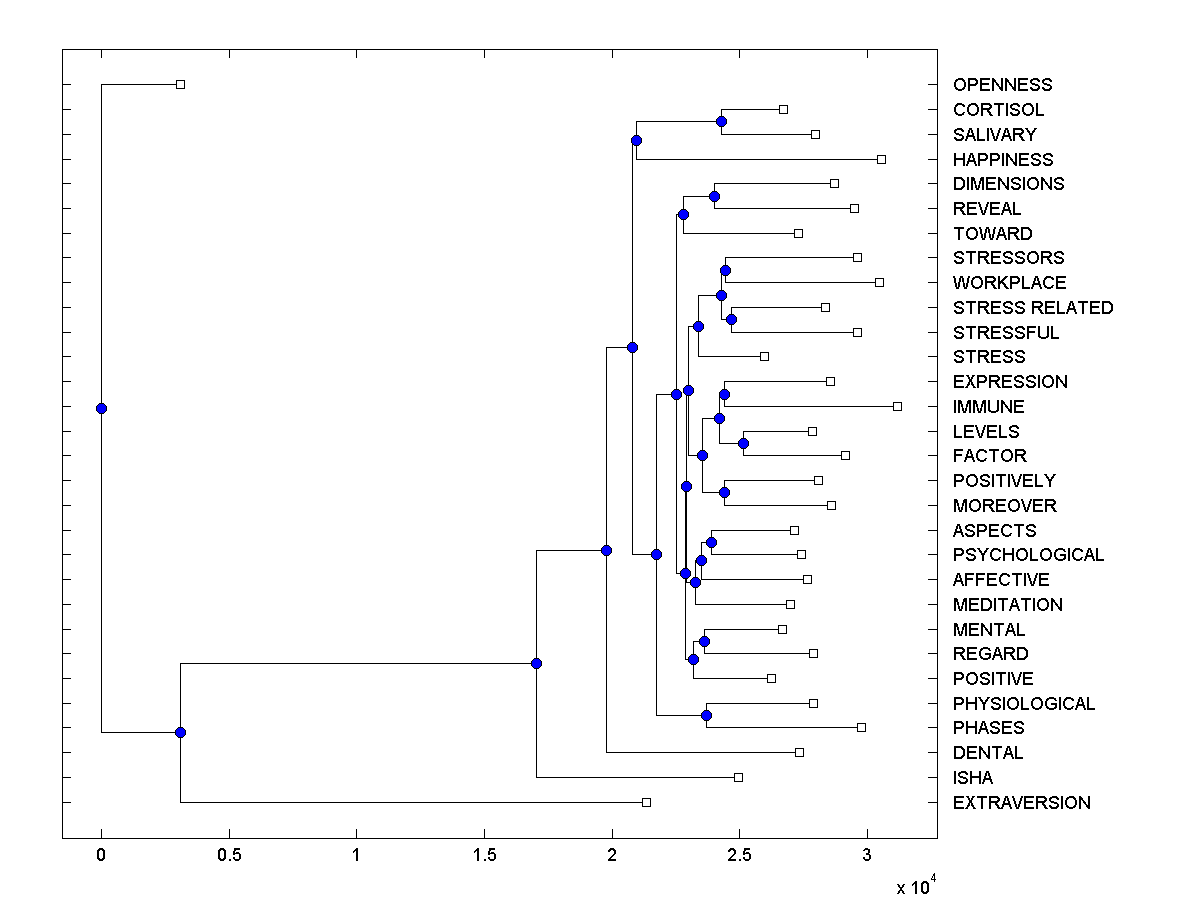 OPENNESS
CORTISOL
SALIVARY
HAPPINESS
DIMENSIONS
REVEAL
TOWARD
STRESSORS
WORKPLACE
STRESS RELATED
STRESSFUL
STRESS
EXPRESSION
IMMUNE
LEVELS
FACTOR
POSITIVELY
MOREOVER
ASPECTS
PSYCHOLOGICAL
AFFECTIVE
MEDITATION
MENTAL
REGARD
POSITIVE
PHYSIOLOGICAL
PHASES
DENTAL
ISHA
EXTRAVERSION
0 0.5 1 1.5 2 2.5 3
x 10^4